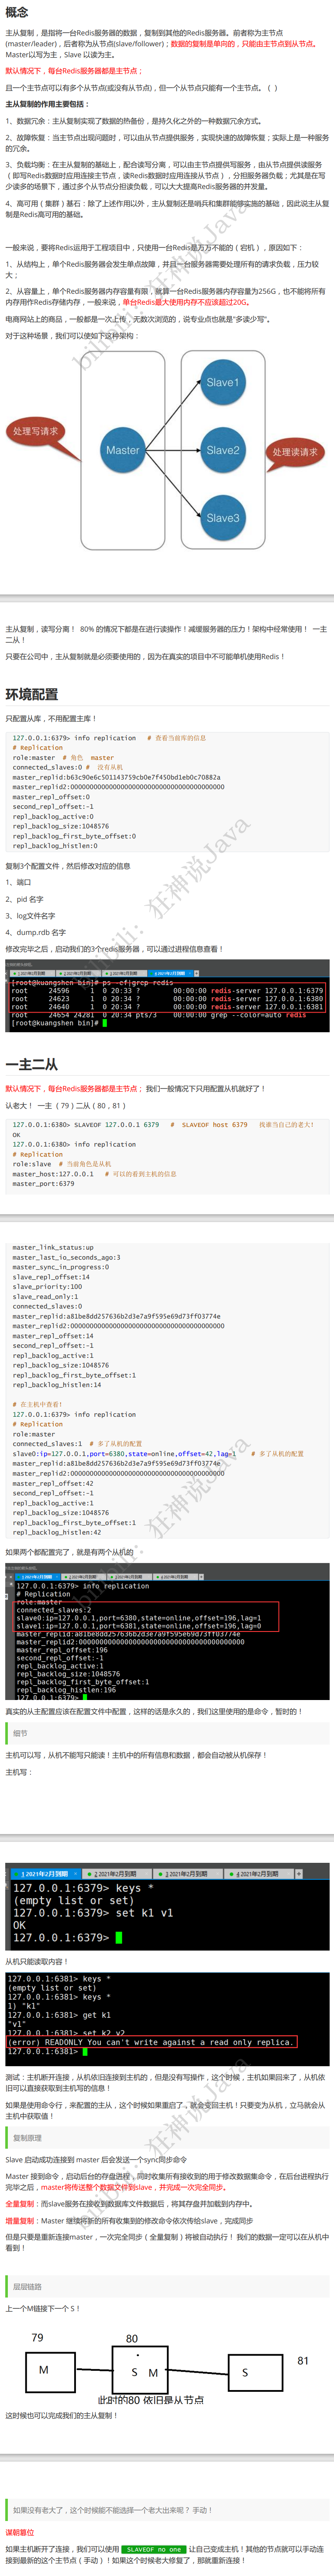 概念
主从复制，是指将一台Redis服务器的数据，复制到其他的Redis服务器。前者称为主节点
(master/leader)，后者称为从节点(slave/follower)；数据的复制是单向的，只能由主节点到从节点。
Master以写为主，Slave 以读为主。
默认情况下，每台Redis服务器都是主节点；
且一个主节点可以有多个从节点(或没有从节点)，但一个从节点只能有一个主节点。（ ）
主从复制的作用主要包括：
1、数据冗余：主从复制实现了数据的热备份，是持久化之外的一种数据冗余方式。
2、故障恢复：当主节点出现问题时，可以由从节点提供服务，实现快速的故障恢复；实际上是一种服务
的冗余。
3、负载均衡：在主从复制的基础上，配合读写分离，可以由主节点提供写服务，由从节点提供读服务
（即写Redis数据时应用连接主节点，读Redis数据时应用连接从节点），分担服务器负载；尤其是在写
少读多的场景下，通过多个从节点分担读负载，可以大大提高Redis服务器的并发量。
4、高可用（集群）基石：除了上述作用以外，主从复制还是哨兵和集群能够实施的基础，因此说主从复
制是Redis高可用的基础。
一般来说，要将Redis运用于工程项目中，只使用一台Redis是万万不能的（宕机），原因如下：
1、从结构上，单个Redis服务器会发生单点故障，并且一台服务器需要处理所有的请求负载，压力较
大；
2、从容量上，单个Redis服务器内存容量有限，就算一台Redis服务器内存容量为256G，也不能将所有
内存用作Redis存储内存，一般来说，单台Redis最大使用内存不应该超过20G。
电商网站上的商品，一般都是一次上传，无数次浏览的，说专业点也就是"多读少写"。
对于这种场景，我们可以使如下这种架构：
Slave1
处理写请求
Master
Slave2
处理读请求
Slave3
主从复制，读写分离！ 80% 的情况下都是在进行读操作！减缓服务器的压力！架构中经常使用！ 一主
二从！
只要在公司中，主从复制就是必须要使用的，因为在真实的项目中不可能单机使用Redis！
环境配置
只配置从库，不用配置主库！
127.0.0.1:6379> info replication # 查看当前库的信息
# Replication
role:master # 角色 master
connected_slaves:0 # 没有从机
master_replid:b63c90e6c501143759cb0e7f450bd1eb0c70882a
master_replid2:0000000000000000000000000000000000000000
master_repl_offset:0
second_repl_offset:-1
repl_backlog_active:0
repl_backlog_size:1048576
repl_backlog_first_byte_offset:0
repl_backlog_histlen:0
复制3个配置文件，然后修改对应的信息
1、端口
2、pid 名字
3、log文件名字
4、dump.rdb 名字
修改完毕之后，启动我们的3个redis服务器，可以通过进程信息查看！
[root@kuangshen bin]# ps -ef|grep redis
root 24596 1 0 20:33 ? 00:00:00 redis-server 127.0.0.1:6379
root 24623 1 0 20:34 ? 00:00:00 redis-server 127.0.0.1:6380
root 24640 1 0 20:34 ? 00:00:00 redis-server 127.0.0.1:6381
root 24654 24281 0 20:34 pts/3 00:00:00 grep --color=auto redis
[root@kuangshen bin]#
一主二从
默认情况下，每台Redis服务器都是主节点； 我们一般情况下只用配置从机就好了！
认老大！ 一主（79）二从（80，81）
127.0.0.1:6380> SLAVEOF 127.0.0.1 6379 # SLAVEOF host 6379 找谁当自己的老大！
OK
127.0.0.1:6380> info replication
# Replication
role:slave # 当前角色是从机
master_host:127.0.0.1 # 可以的看到主机的信息
master_port:6379
master_link_status:up
master_last_io_seconds_ago:3
master_sync_in_progress:0
slave_repl_offset:14
slave_priority:100
slave_read_only:1
connected_slaves:0
master_replid:a81be8dd257636b2d3e7a9f595e69d73ff03774e
master_replid2:0000000000000000000000000000000000000000
master_repl_offset:14
second_repl_offset:-1
repl_backlog_active:1
repl_backlog_size:1048576
repl_backlog_first_byte_offset:1
repl_backlog_histlen:14
# 在主机中查看！
127.0.0.1:6379> info replication
# Replication
role:master
connected_slaves:1 # 多了从机的配置
slave0:ip=127.0.0.1,port=6380,state=online,offset=42,lag=1 # 多了从机的配置
master_replid:a81be8dd257636b2d3e7a9f595e69d73ff03774e
master_replid2:0000000000000000000000000000000000000000
master_repl_offset:42
second_repl_offset:-1
repl_backlog_active:1
repl_backlog_size:1048576
repl_backlog_first_byte_offset:1
repl_backlog_histlen:42
如果两个都配置完了，就是有两个从机的
127.0.0.1:6379> info replication
# Replication
role:master
connected_slaves:2
slave0:ip=127.0.0.1,port=6380,state=online,offset=196,lag=1
slave1:ip=127.0.0.1,port=6381,state=online,offset=196,lag=0
master_replid:a81be8dd257636b2d3e7a9f595e69d73ff03774e
master_replid2:0000000000000000000000000000000000000000
master_repl_offset:196
second_repl_offset:-1
repl_backlog_active:1
repl_backlog_size:1048576
repl_backlog_first_byte_offset:1
repl_backlog_histlen:196
127.0.0.1:6379>
真实的从主配置应该在配置文件中配置，这样的话是永久的，我们这里使用的是命令，暂时的！
细节
主机可以写，从机不能写只能读！主机中的所有信息和数据，都会自动被从机保存！
主机写：
1 2021年2月到期 2 2021年2月到期 3 2021年2月到期 4 2021年2月到期
127.0.0.1:6379> keys *
(empty list or set)
127.0.0.1:6379> set k1 v1
OK
127.0.0.1:6379>
从机只能读取内容！
127.0.0.1:6381> keys *
(empty list or set)
127.0.0.1:6381> keys *
1) "k1"
127.0.0.1:6381> get k1
"v1"
127.0.0.1:6381> set k2 v2
(error) READONLY You can't write against a read only replica.
127.0.0.1:6381>
测试：主机断开连接，从机依旧连接到主机的，但是没有写操作，这个时候，主机如果回来了，从机依
旧可以直接获取到主机写的信息！
如果是使用命令行，来配置的主从，这个时候如果重启了，就会变回主机！只要变为从机，立马就会从
主机中获取值！
复制原理
Slave 启动成功连接到 master 后会发送一个sync同步命令
Master 接到命令，启动后台的存盘进程，同时收集所有接收到的用于修改数据集命令，在后台进程执行
完毕之后，master将传送整个数据文件到slave，并完成一次完全同步。
全量复制：而slave服务在接收到数据库文件数据后，将其存盘并加载到内存中。
增量复制：Master 继续将新的所有收集到的修改命令依次传给slave，完成同步
但是只要是重新连接master，一次完全同步（全量复制）将被自动执行！ 我们的数据一定可以在从机中
看到！
层层链路
上一个M链接下一个 S！
79 80 81
M S M S
此时的80 依旧是从节点
这时候也可以完成我们的主从复制！
如果没有老大了，这个时候能不能选择一个老大出来呢？ 手动！
谋朝篡位
如果主机断开了连接，我们可以使用 SLAVEOF no one 让自己变成主机！其他的节点就可以手动连
接到最新的这个主节点（手动）！如果这个时候老大修复了，那就重新连接！
bilibili：狂神说Java